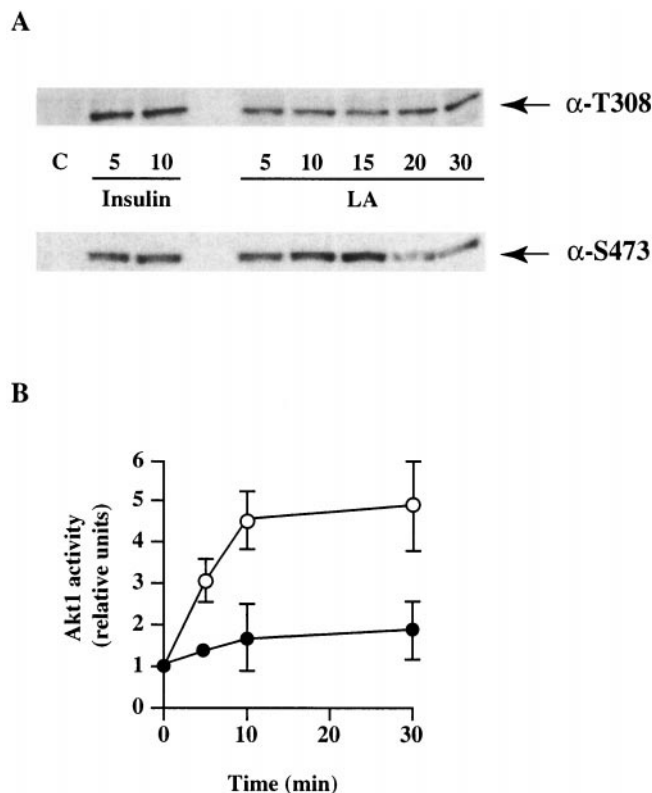 A
α-T308
C 5 10 5 10 15 20 30
Insulin LA
α-S473
B
6
5
4
3
2
1
0
Akt1 activity
(relative units)
0 10 20 30
Time (min)